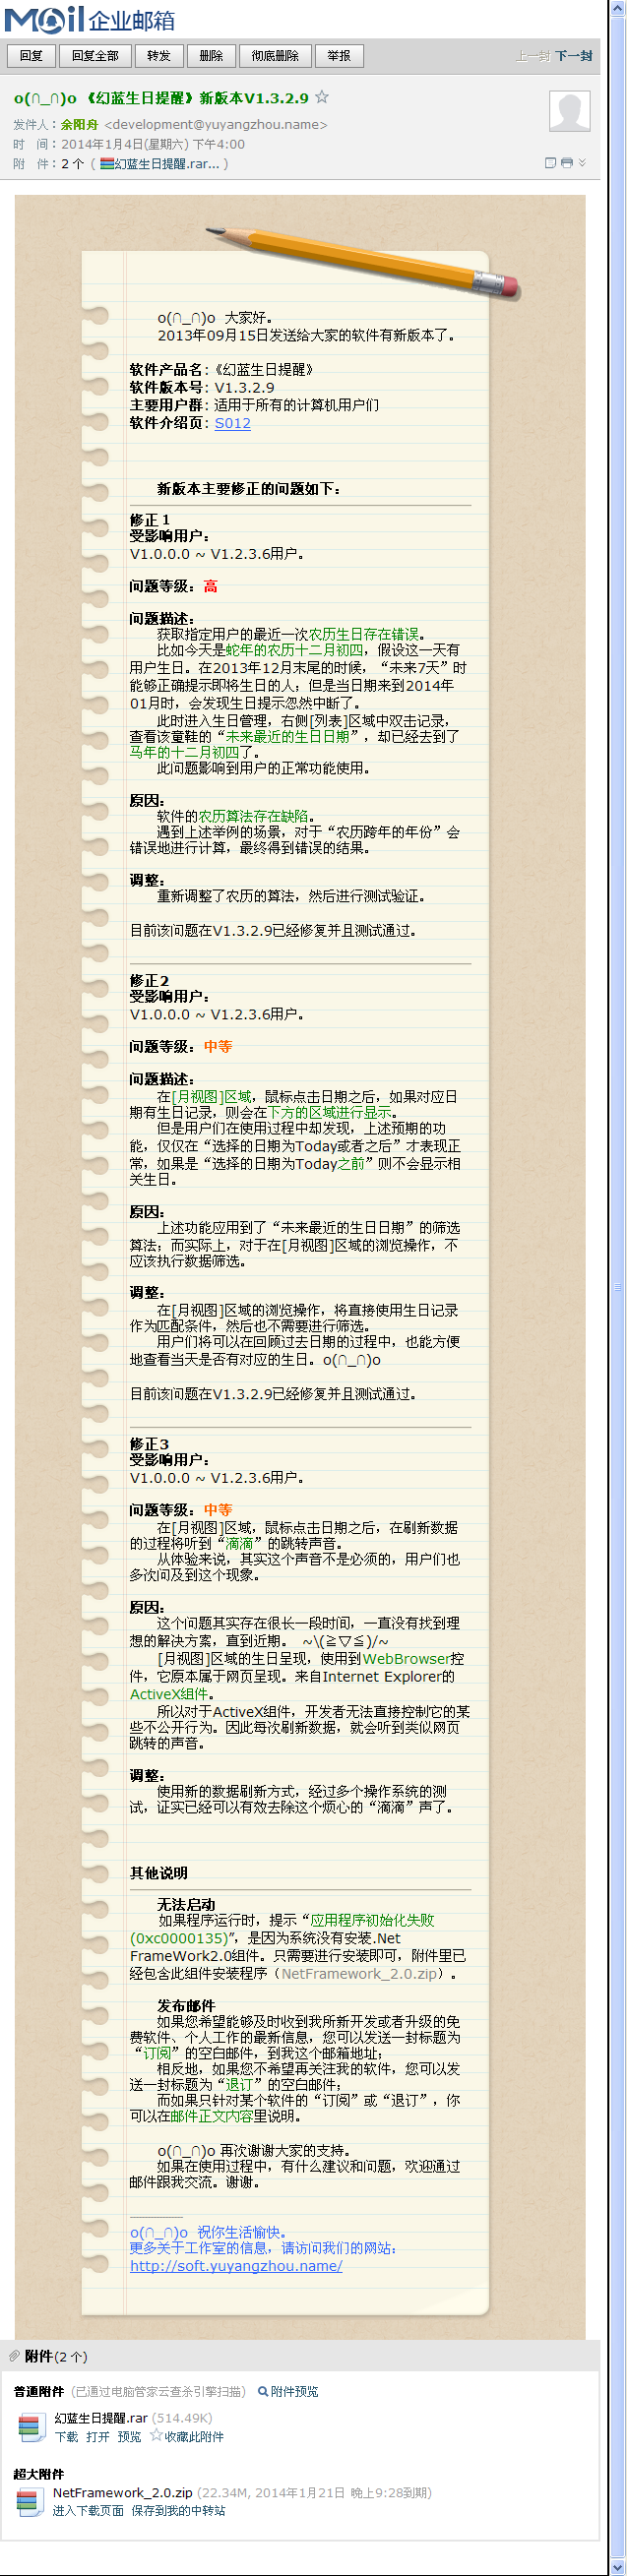 Mail 企业邮箱
回复 回复全部 转发 删除 彻底删除 举报 上一封 下一封
o(∩_∩)o 《幻蓝生日提醒》新版本V1.3.2.9 ☆
发件人：余阳舟 <development@yuyangzhou.name>
时 间：2014年1月4日(星期六) 下午4:00
附 件：2 个 ( 幻蓝生日提醒.rar... )
o(∩_∩)o 大家好。
2013年09月15日发送给大家的软件有新版本了。
软件产品名：《幻蓝生日提醒》
软件版本号：V1.3.2.9
主要用户群：适用于所有的计算机用户们
软件介绍页：S012
新版本主要修正的问题如下：
修正１
受影响用户：
V1.0.0.0 ~ V1.2.3.6用户。
问题等级：高
问题描述：
获取指定用户的最近一次农历生日存在错误。
比如今天是蛇年的农历十二月初四，假设这一天有
用户生日。在2013年12月末尾的时候，“未来7天”时
能够正确提示即将生日的人；但是当日期来到2014年
01月时，会发现生日提示忽然中断了。
此时进入生日管理，右侧[列表]区域中双击记录，
查看该童鞋的“未来最近的生日日期”，却已经去到了
马年的十二月初四了。
此问题影响到用户的正常功能使用。
原因：
软件的农历算法存在缺陷。
遇到上述举例的场景，对于“农历跨年的年份”会
错误地进行计算，最终得到错误的结果。
调整：
重新调整了农历的算法，然后进行测试验证。
目前该问题在V1.3.2.9已经修复并且测试通过。
修正2
受影响用户：
V1.0.0.0 ~ V1.2.3.6用户。
问题等级：中等
问题描述：
在[月视图]区域，鼠标点击日期之后，如果对应日
期有生日记录，则会在下方的区域进行显示。
但是用户们在使用过程中却发现，上述预期的功
能，仅仅在“选择的日期为Today或者之后”才表现正
常，如果是“选择的日期为Today之前”则不会显示相
关生日。
原因：
上述功能应用到了“未来最近的生日日期”的筛选
算法；而实际上，对于在[月视图]区域的浏览操作，不
应该执行数据筛选。
调整：
在[月视图]区域的浏览操作，将直接使用生日记录
作为匹配条件，然后也不需要进行筛选。
用户们将可以在回顾过去日期的过程中，也能方便
地查看当天是否有对应的生日。o(∩_∩)o
目前该问题在V1.3.2.9已经修复并且测试通过。
修正3
受影响用户：
V1.0.0.0 ~ V1.2.3.6用户。
问题等级：中等
在[月视图]区域，鼠标点击日期之后，在刷新数据
的过程将听到“滴滴”的跳转声音。
从体验来说，其实这个声音不是必须的，用户们也
多次问及到这个现象。
原因：
这个问题其实存在很长一段时间，一直没有找到理
想的解决方案，直到近期。 ~\(≧▽≦)/~
[月视图]区域的生日呈现，使用到WebBrowser控
件，它原本属于网页呈现。来自Internet Explorer的
ActiveX组件。
所以对于ActiveX组件，开发者无法直接控制它的某
些不公开行为。因此每次刷新数据，就会听到类似网页
跳转的声音。
调整：
使用新的数据刷新方式，经过多个操作系统的测
试，证实已经可以有效去除这个烦心的“滴滴”声了。
其他说明
无法启动
如果程序运行时，提示“应用程序初始化失败
(0xc0000135)”，是因为系统没有安装.Net
FrameWork2.0组件。只需要进行安装即可，附件里已
经包含此组件安装程序（NetFramework_2.0.zip）。
发布邮件
如果您希望能够及时收到我所新开发或者升级的免
费软件、个人工作的最新信息，您可以发送一封标题为
“订阅”的空白邮件，到我这个邮箱地址；
相反地，如果您不希望再关注我的软件，您可以发
送一封标题为“退订”的空白邮件；
而如果只针对某个软件的“订阅”或“退订”，你
可以在邮件正文内容里说明。
o(∩_∩)o 再次谢谢大家的支持。
如果在使用过程中，有什么建议和问题，欢迎通过
邮件跟我交流。谢谢。
o(∩_∩)o 祝你生活愉快。
更多关于工作室的信息，请访问我们的网站：
http://soft.yuyangzhou.name/
附件(2 个)
普通附件 (已通过电脑管家云查杀引擎扫描) 附件预览
幻蓝生日提醒.rar (514.49K)
下载 打开 预览 ☆收藏此附件
超大附件
NetFramework_2.0.zip (22.34M, 2014年1月21日 晚上9:28到期)
进入下载页面 保存到我的中转站